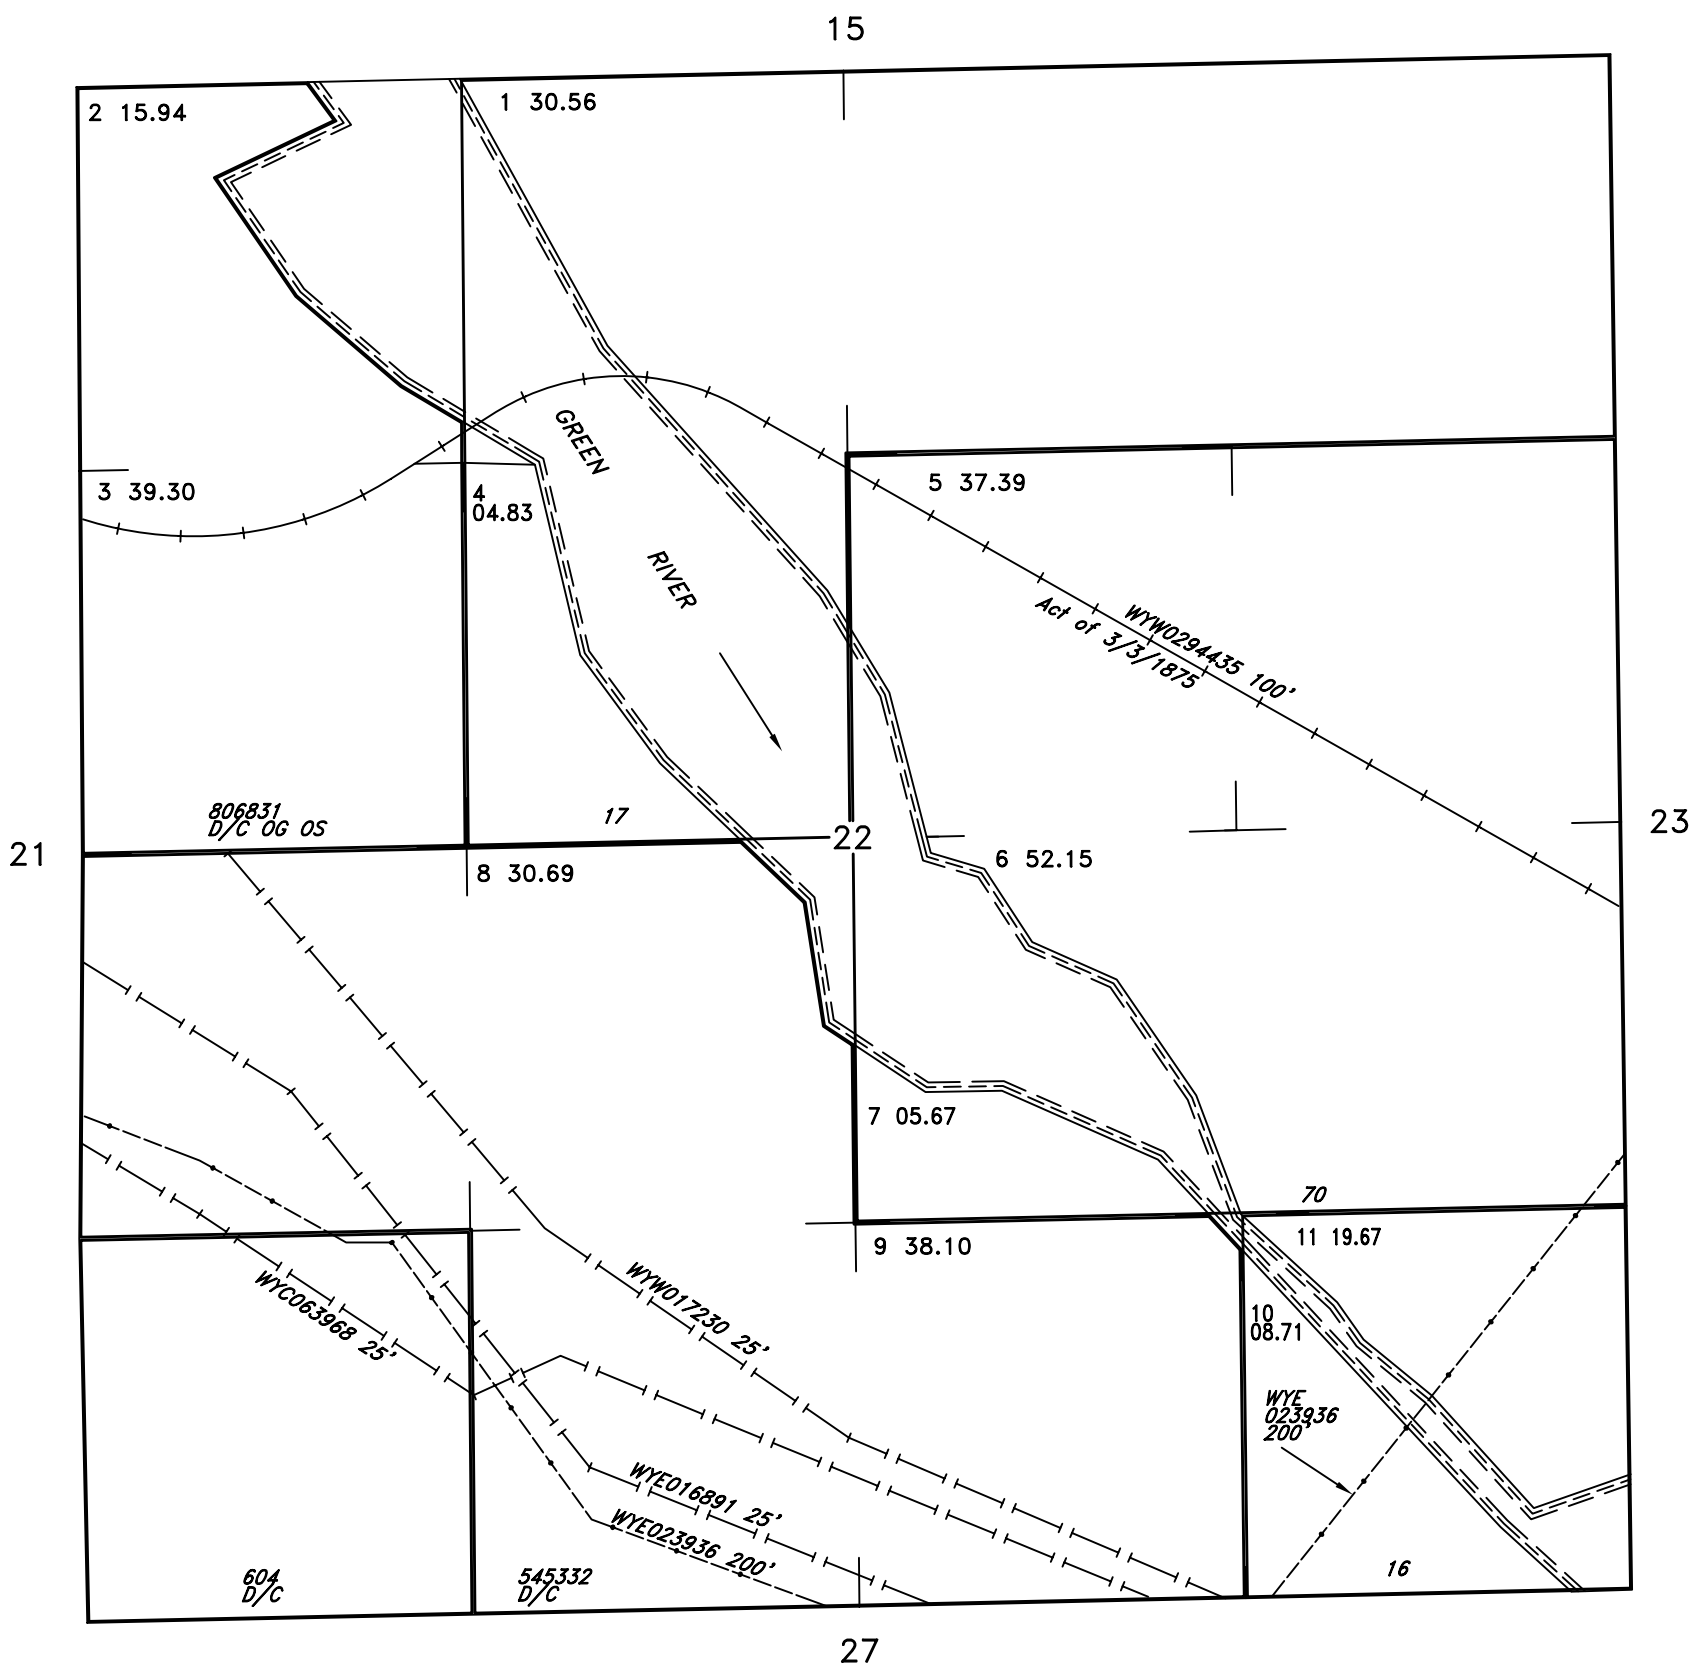 15
2 15.94
1 30.56
GREEN
3 39.30
5 37.39
4
04.83
RIVER
WYW0294435 100'
Act of 3/3/1875
806831
D/C OG OS
17
21
22
23
6 52.15
8 30.69
7 05.67
70
9 38.10
11 19.67
WYC063968 25'
WYW017230 25'
10
08.71
WYE
023936
200'
WYE016891 25'
WYE023936 200'
604
D/C
545332
D/C
16
27